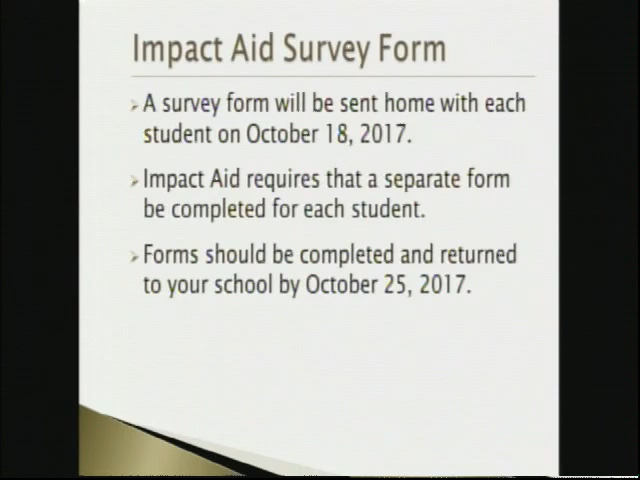 Impact Aid Survey Form
A survey form will be sent home with each
student on October 18, 2017.
Impact Aid requires that a separate form
be completed for each student.
Forms should be completed and returned
to your school by October 25, 2017.